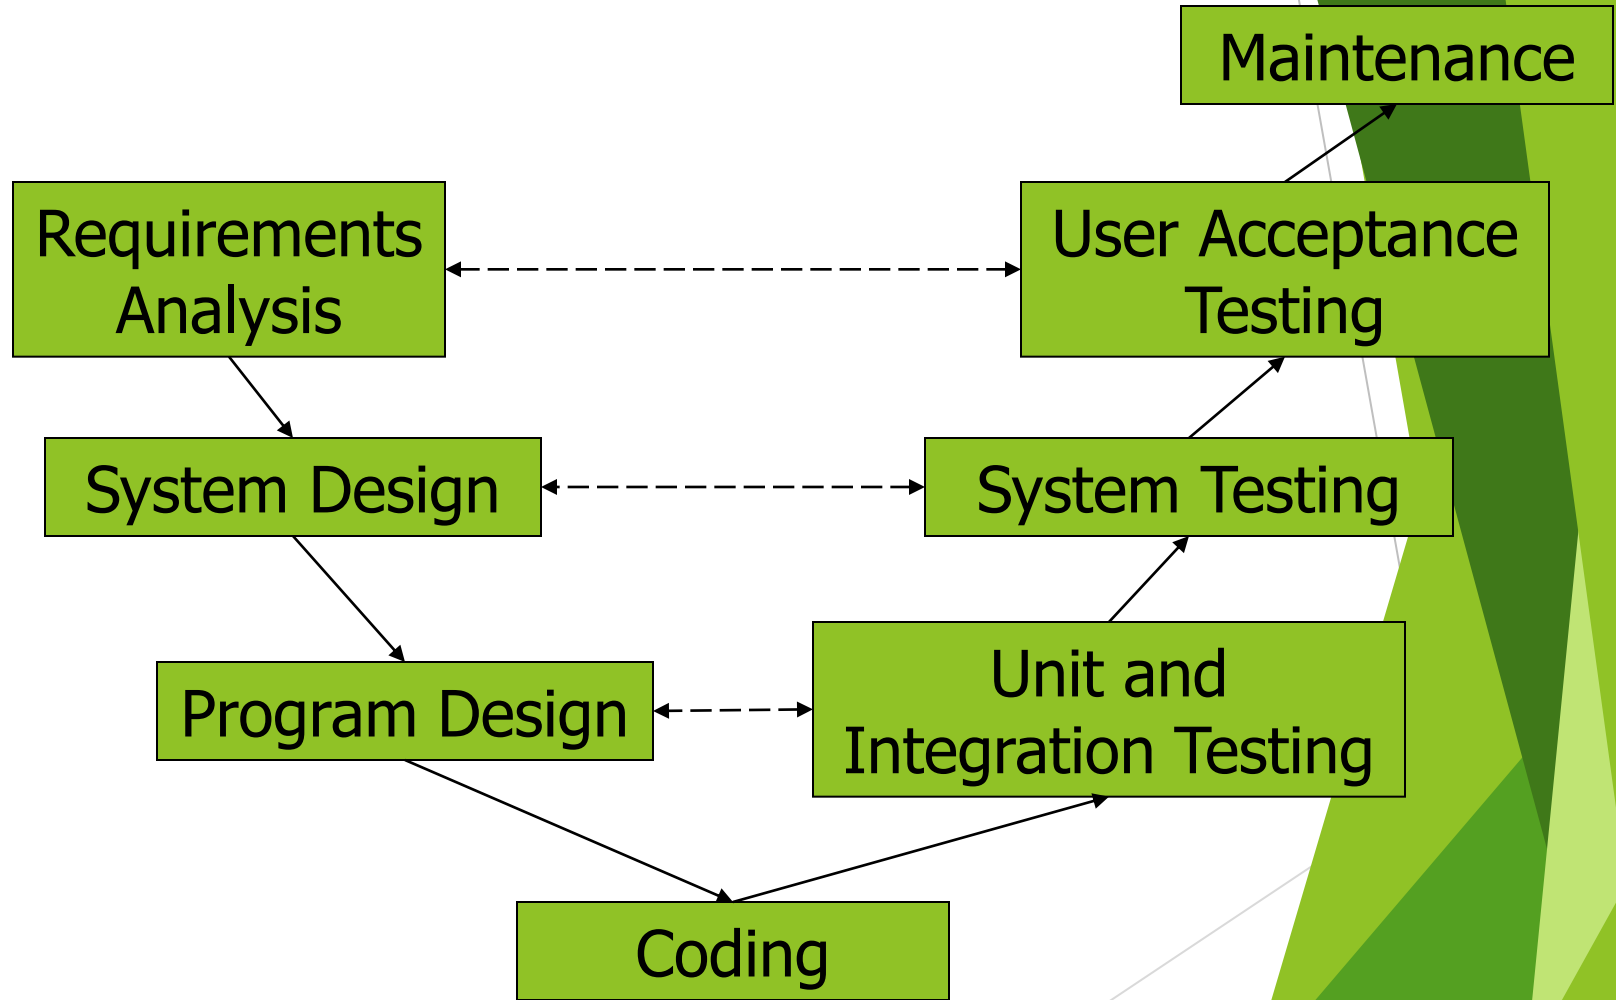 Maintenance
Requirements
Analysis
User Acceptance
Testing
System Design
System Testing
Program Design
Unit and
Integration Testing
Coding